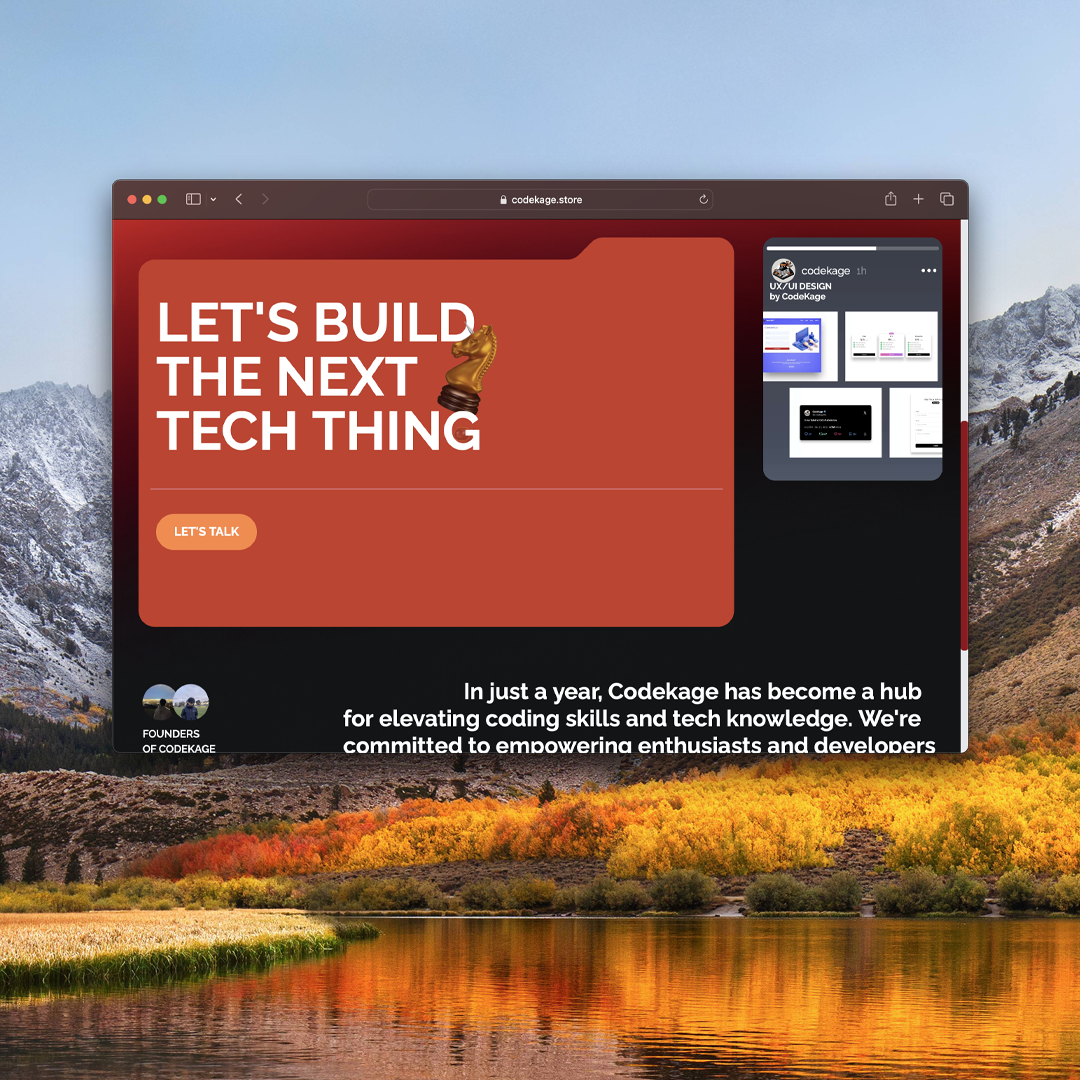 codekage.store
LET'S BUILD
THE NEXT
TECH THING
LET'S TALK
codekage 1h
UX/UI DESIGN
by CodeKage
FOUNDERS
OF CODEKAGE
In just a year, Codekage has become a hub
for elevating coding skills and tech knowledge. We're
committed to empowering enthusiasts and developers